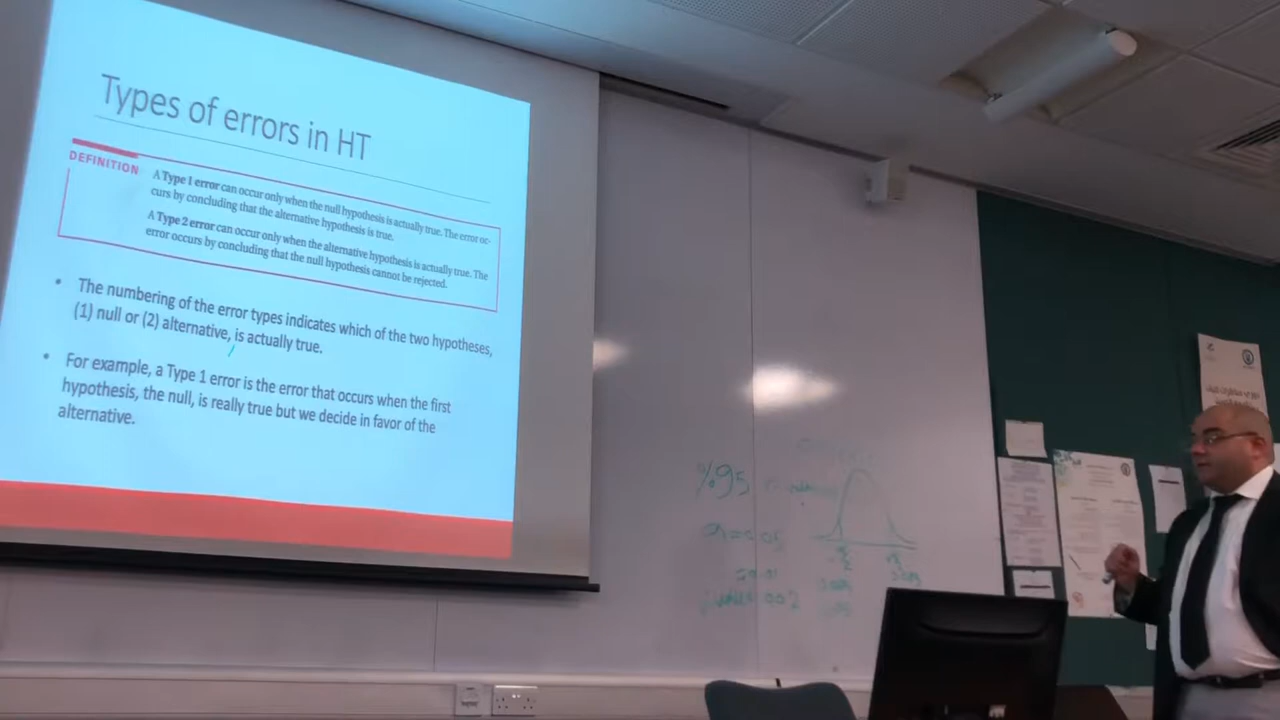 Types of errors in HT
DEFINITION
A Type 1 error can occur only when the null hypothesis is actually true. The error oc-
curs by concluding that the alternative hypothesis is true.
A Type 2 error can occur only when the alternative hypothesis is actually true. The
error occurs by concluding that the null hypothesis cannot be rejected.
• The numbering of the error types indicates which of the two hypotheses,
(1) null or (2) alternative, is actually true.
• For example, a Type 1 error is the error that occurs when the first
hypothesis, the null, is really true but we decide in favor of the
alternative.
%95